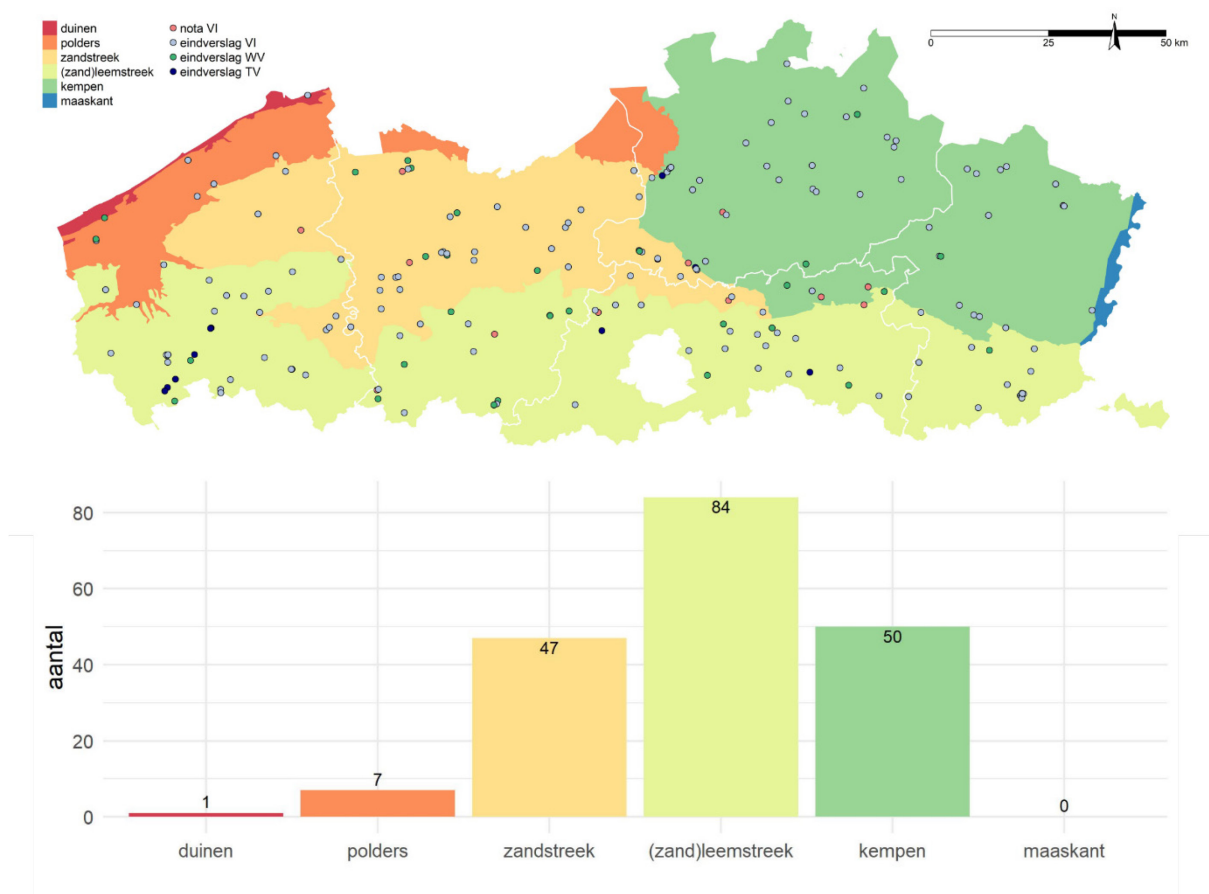 duinen
polders
zandstreek
(zand)leemstreek
kempen
maaskant
nota VI
eindverslag VI
eindverslag WV
eindverslag TV
N
0 25 50 km
aantal
80
60
40
20
0
1
7
47
84
50
0
duinen polders zandstreek (zand)leemstreek kempen maaskant